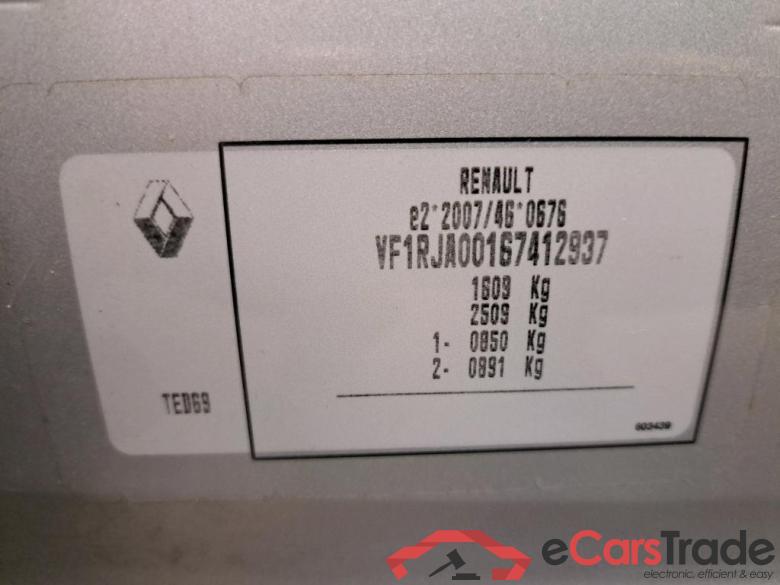 RENAULT
e2*2007/46*0676
VF1RJA00167412937
1609 Kg
2509 Kg
1- 0850 Kg
2- 0891 Kg
TED69
603439
eCarsTrade
electronic, efficient & easy